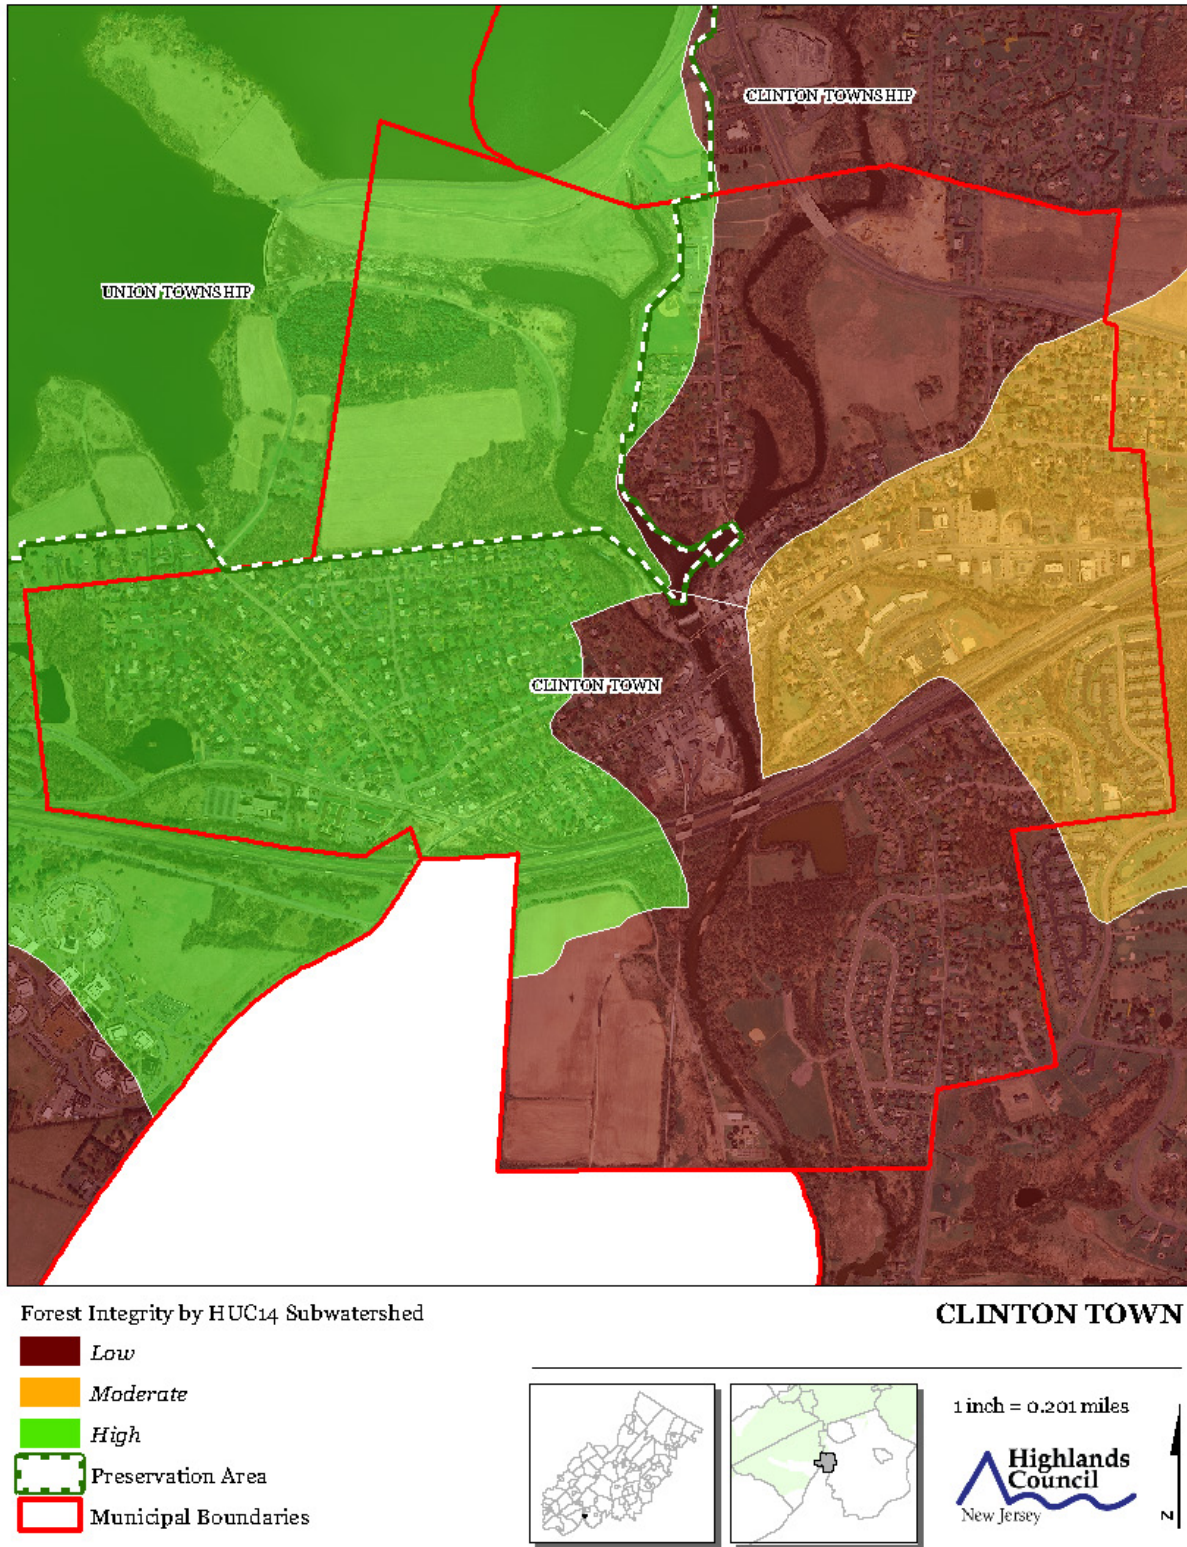 CLINTON TOWNSHIP
UNION TOWNSHIP
CLINTON TOWN
Forest Integrity by HUC14 Subwatershed
Low
Moderate
High
Preservation Area
Municipal Boundaries
CLINTON TOWN
1 inch = 0.201 miles
Highlands
Council
New Jersey
N